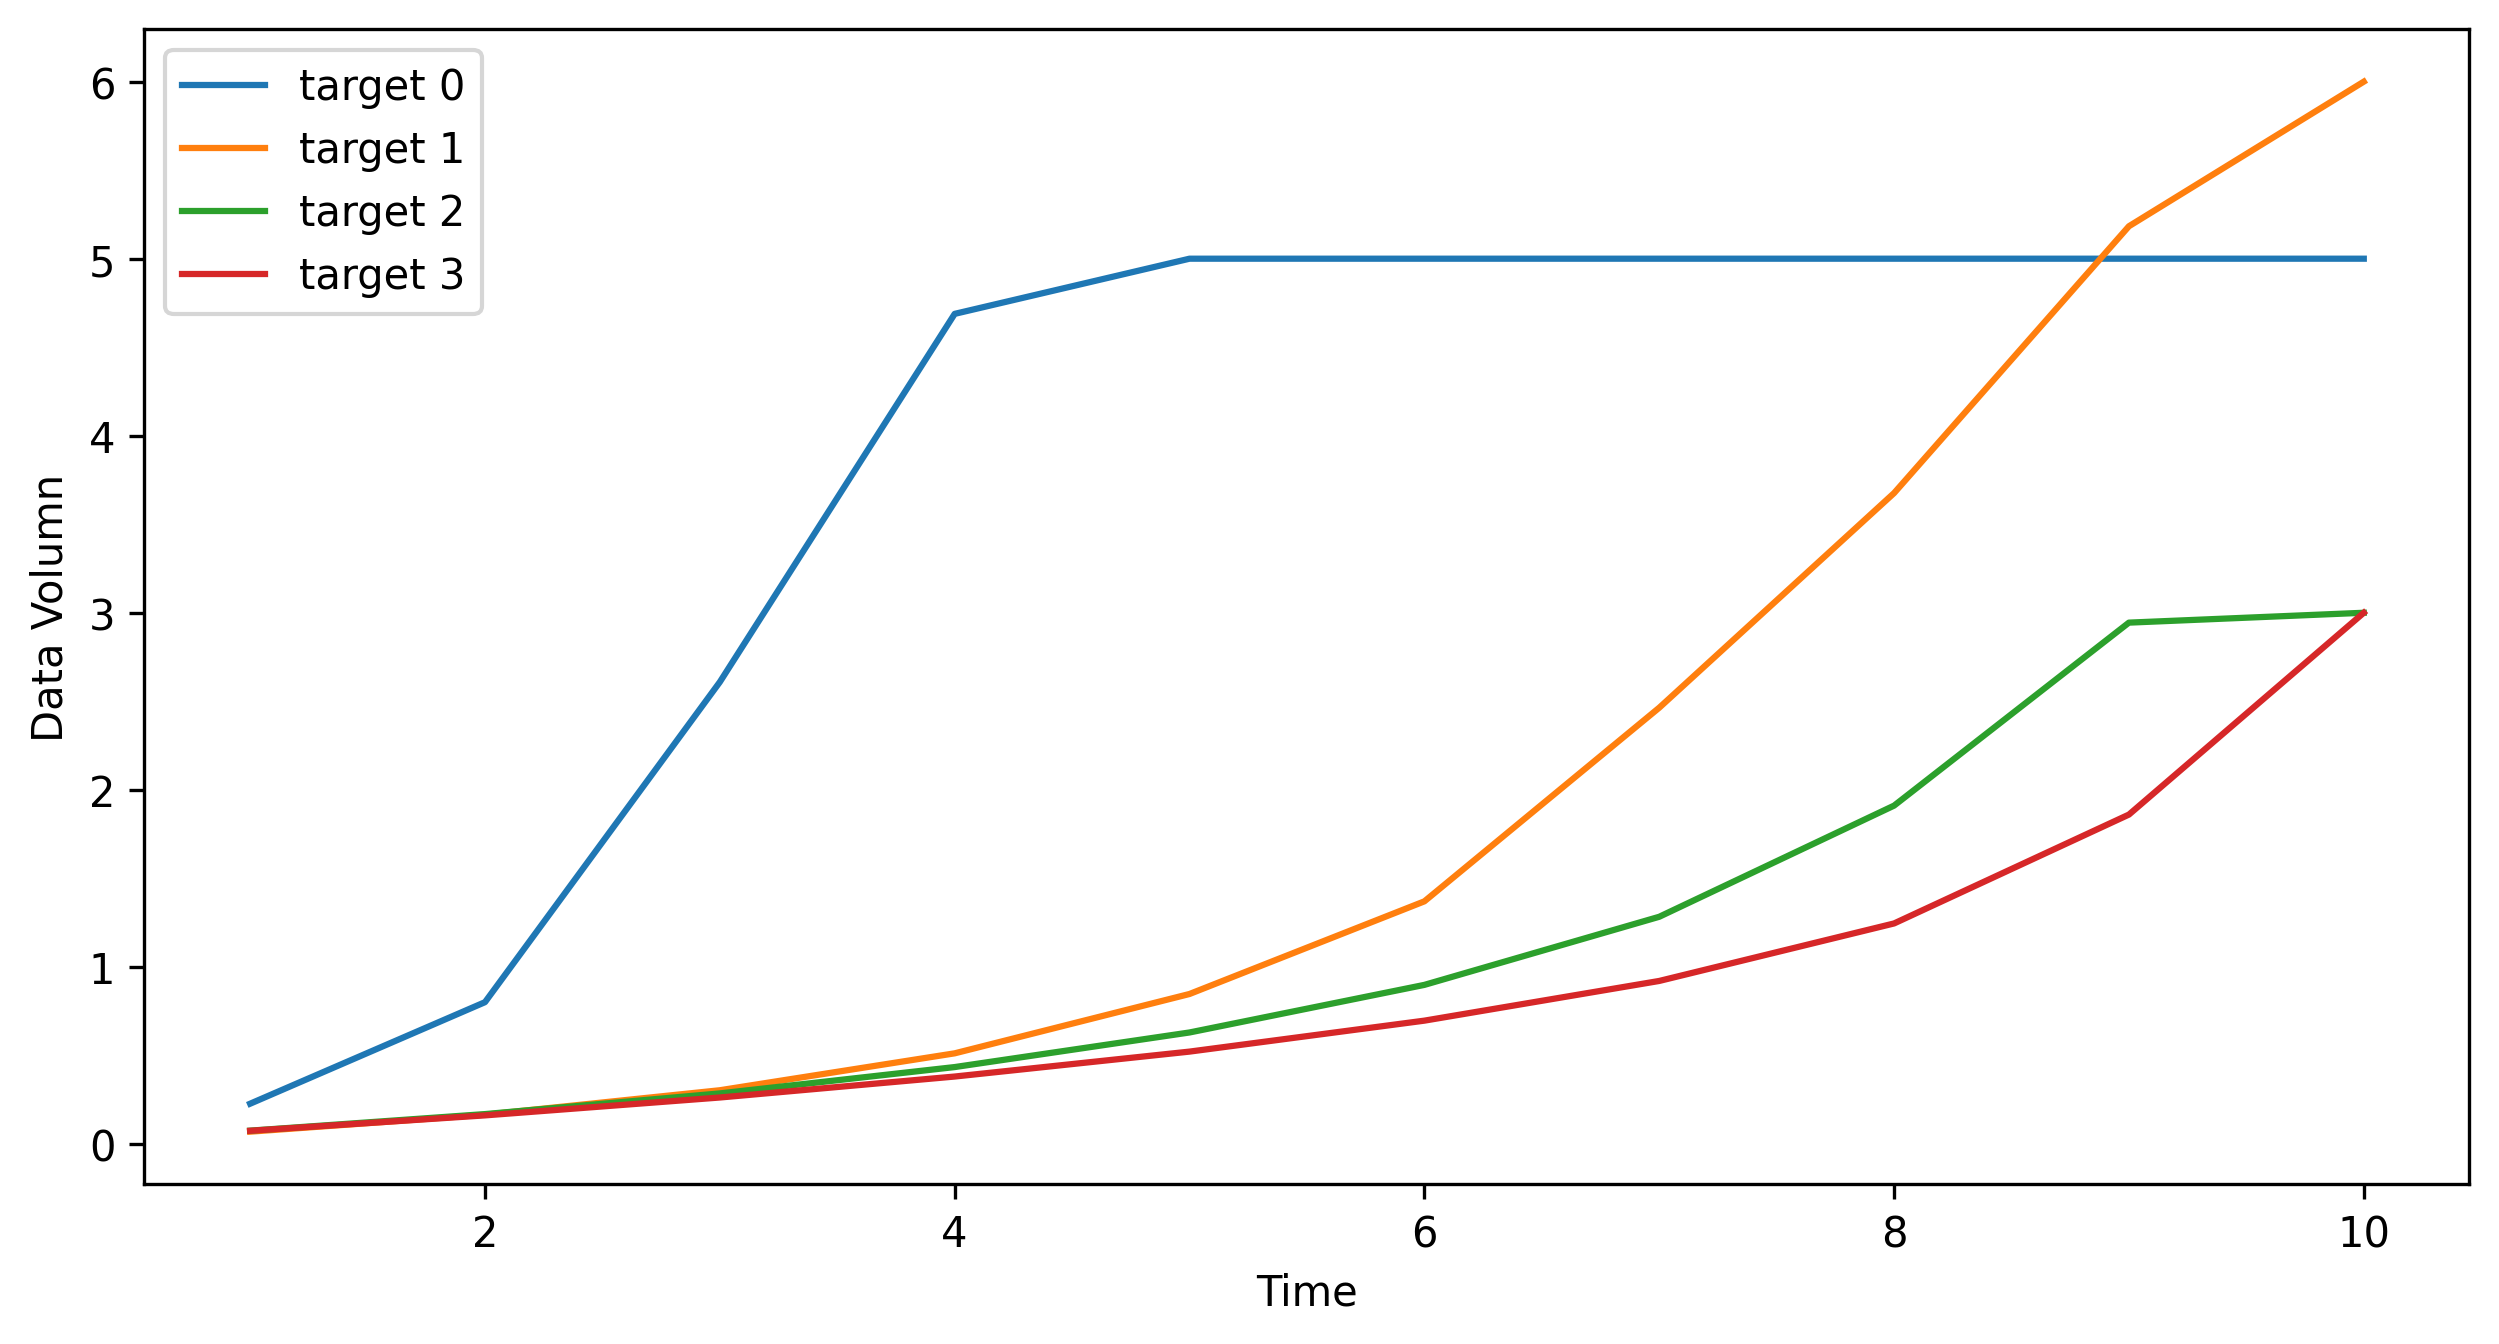 target 0
target 1
target 2
target 3
6
5
4
3
2
1
0
Data Volumn
2 4 6 8 10
Time